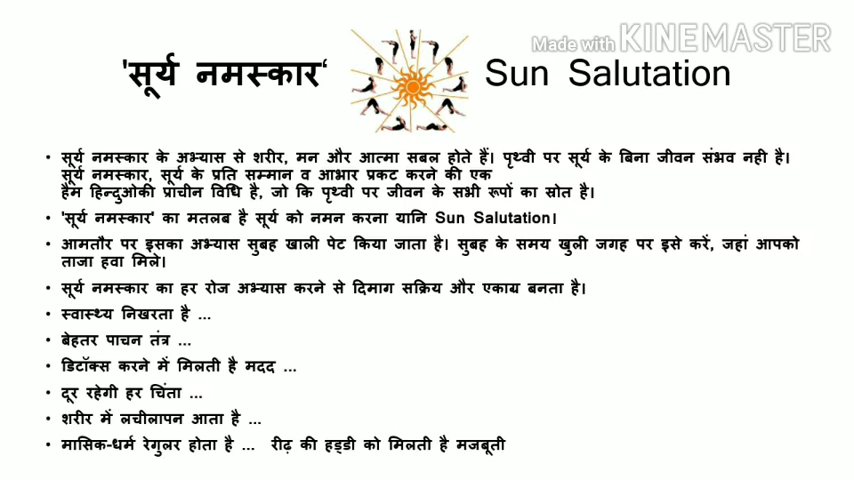 Made with KINEMASTER
'सूर्य नमस्कार‘ Sun Salutation
• सूर्य नमस्कार के अभ्यास से शरीर, मन और आत्मा सबल होते हैं। पृथ्वी पर सूर्य के बिना जीवन संभव नही है।
सूर्य नमस्कार, सूर्य के प्रति सम्मान व आभार प्रकट करने की एक
हैम हिन्दुओकी प्राचीन विधि है, जो कि पृथ्वी पर जीवन के सभी रूपों का स्रोत है।
• 'सूर्य नमस्कार' का मतलब है सूर्य को नमन करना यानि Sun Salutation।
• आमतौर पर इसका अभ्यास सुबह खाली पेट किया जाता है। सुबह के समय खुली जगह पर इसे करें, जहां आपको
ताजा हवा मिले।
• सूर्य नमस्कार का हर रोज अभ्यास करने से दिमाग सक्रिय और एकाग्र बनता है।
• स्वास्थ्य निखरता है ...
• बेहतर पाचन तंत्र ...
• डिटॉक्स करने में मिलती है मदद ...
• दूर रहेगी हर चिंता ...
• शरीर में लचीलापन आता है ...
• मासिक-धर्म रेगुलर होता है ... रीढ़ की हड्डी को मिलती है मजबूती